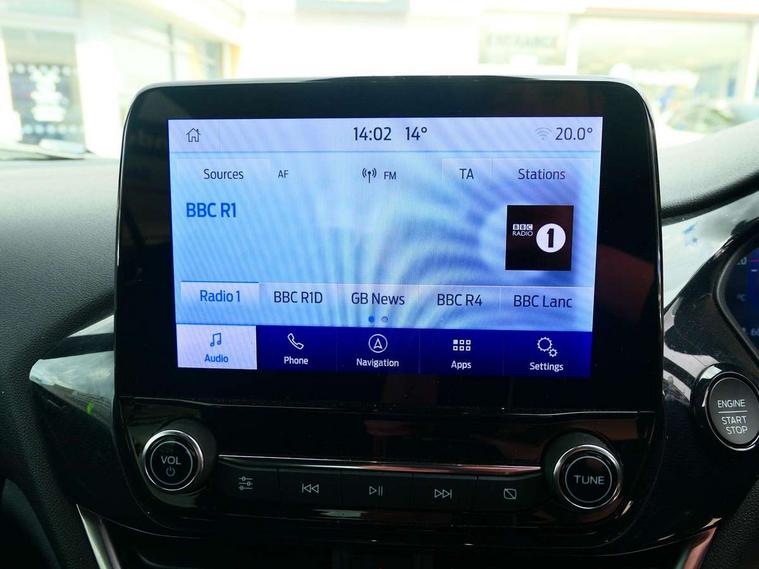 ENTRANCE
14:02 14° 20.0°
Sources AF FM TA Stations
BBC R1
BBC RADIO 1
Radio 1 BBC R1D GB News BBC R4 BBC Lanc
Audio Phone Navigation Apps Settings
ENGINE
START
STOP
VOL
TUNE